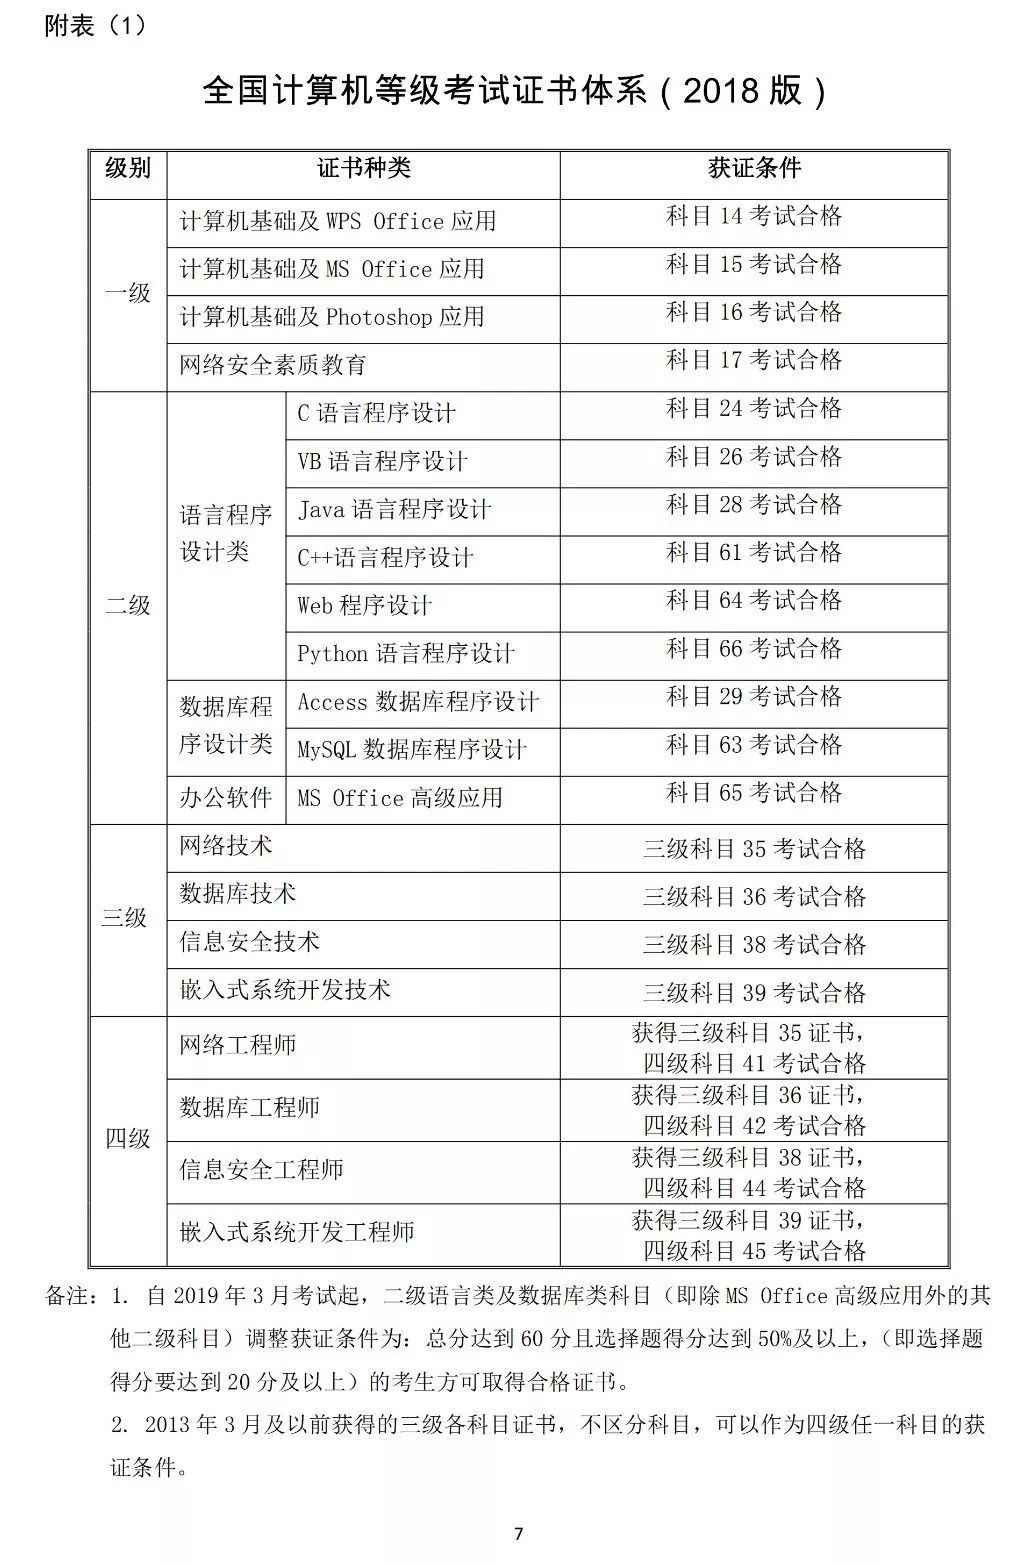 附表（1）
全国计算机等级考试证书体系（2018 版）
级别 证书种类 获证条件
一级
计算机基础及 WPS Office 应用 科目 14 考试合格
计算机基础及 MS Office 应用 科目 15 考试合格
计算机基础及 Photoshop 应用 科目 16 考试合格
网络安全素质教育 科目 17 考试合格
二级
语言程序
设计类
C 语言程序设计 科目 24 考试合格
VB 语言程序设计 科目 26 考试合格
Java 语言程序设计 科目 28 考试合格
C++语言程序设计 科目 61 考试合格
Web 程序设计 科目 64 考试合格
Python 语言程序设计 科目 66 考试合格
数据库程
序设计类
Access 数据库程序设计 科目 29 考试合格
MySQL 数据库程序设计 科目 63 考试合格
办公软件 MS Office 高级应用 科目 65 考试合格
三级
网络技术 三级科目 35 考试合格
数据库技术 三级科目 36 考试合格
信息安全技术 三级科目 38 考试合格
嵌入式系统开发技术 三级科目 39 考试合格
四级
网络工程师
获得三级科目 35 证书，
四级科目 41 考试合格
数据库工程师
获得三级科目 36 证书，
四级科目 42 考试合格
信息安全工程师
获得三级科目 38 证书，
四级科目 44 考试合格
嵌入式系统开发工程师
获得三级科目 39 证书，
四级科目 45 考试合格
备注：1. 自 2019 年 3 月考试起，二级语言类及数据库类科目（即除 MS Office 高级应用外的其
他二级科目）调整获证条件为：总分达到 60 分且选择题得分达到 50%及以上，（即选择题
得分要达到 20 分及以上）的考生方可取得合格证书。
2. 2013 年 3 月及以前获得的三级各科目证书，不区分科目，可以作为四级任一科目的获
证条件。
7